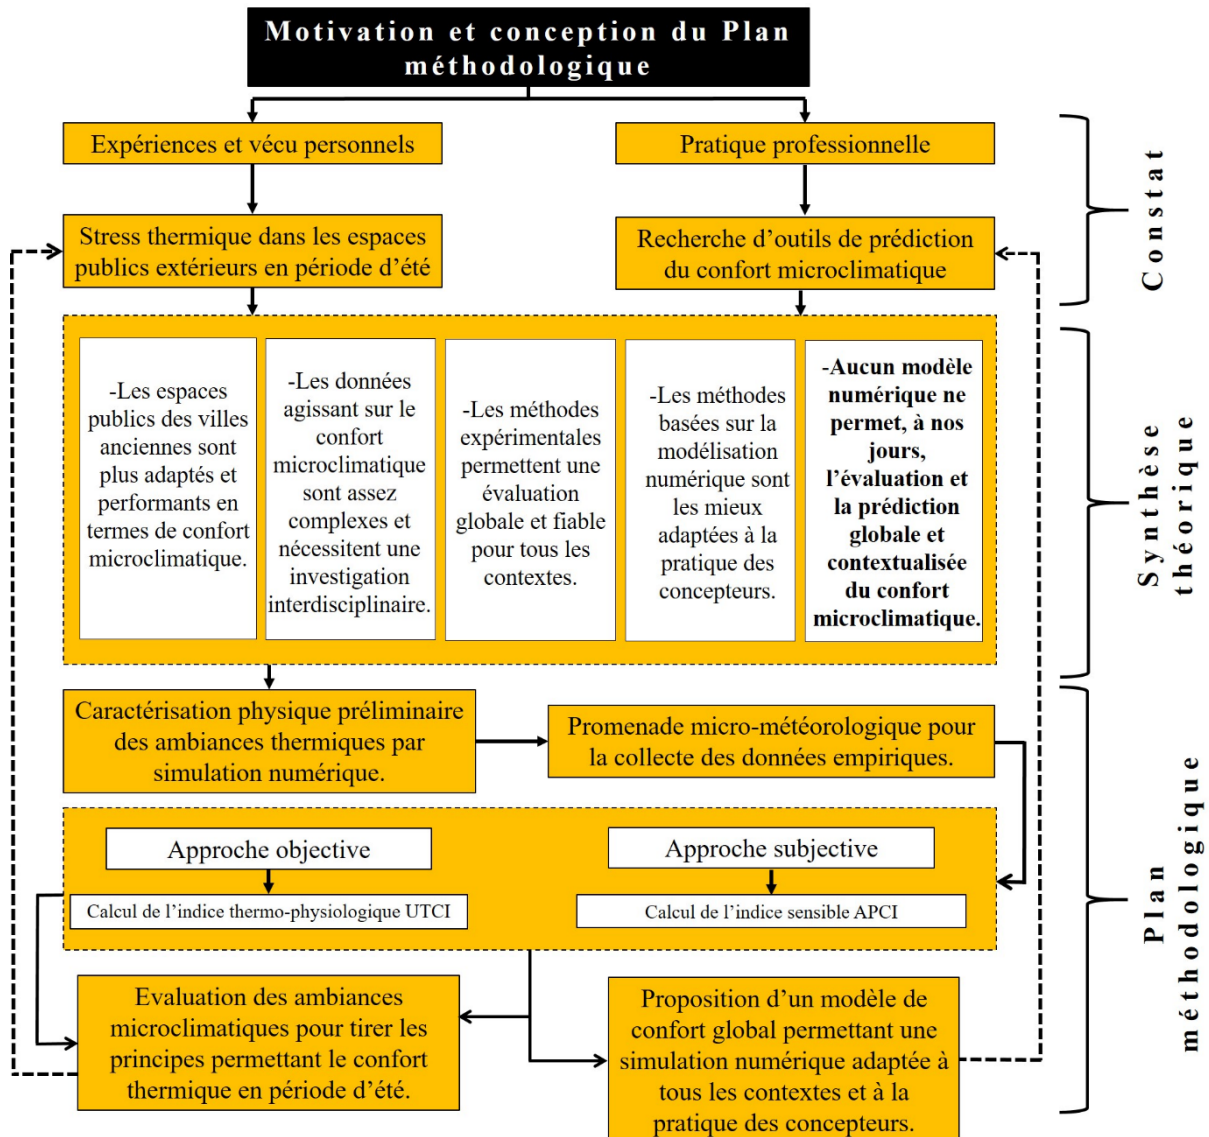 Motivation et conception du Plan
méthodologique
Expériences et vécu personnels
Pratique professionnelle
Stress thermique dans les espaces
publics extérieurs en période d’été
Recherche d’outils de prédiction
du confort microclimatique
Constat
-Les espaces
publics des villes
anciennes sont
plus adaptés et
performants en
termes de confort
microclimatique.
-Les données
agissant sur le
confort
microclimatique
sont assez
complexes et
nécessitent une
investigation
interdisciplinaire.
-Les méthodes
expérimentales
permettent une
évaluation
globale et fiable
pour tous les
contextes.
-Les méthodes
basées sur la
modélisation
numérique sont
les mieux
adaptées à la
pratique des
concepteurs.
-Aucun modèle
numérique ne
permet, à nos
jours,
l’évaluation et
la prédiction
globale et
contextualisée
du confort
microclimatique.
Synthèse
théorique
Caractérisation physique préliminaire
des ambiances thermiques par
simulation numérique.
Promenade micro-météorologique pour
la collecte des données empiriques.
Approche objective
Approche subjective
Calcul de l’indice thermo-physiologique UTCI
Calcul de l’indice sensible APCI
Evaluation des ambiances
microclimatiques pour tirer les
principes permettant le confort
thermique en période d’été.
Proposition d’un modèle de
confort global permettant une
simulation numérique adaptée à
tous les contextes et à la
pratique des concepteurs.
Plan
méthodologique